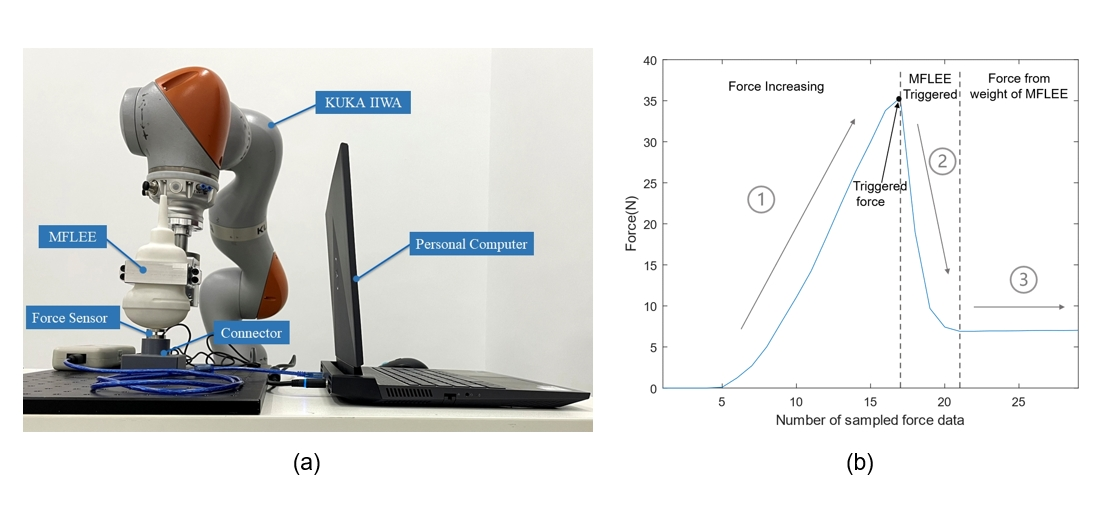 KUKA IIWA
MFLEE
Personal Computer
Force Sensor
Connector
(a)
40
35
30
25
20
15
10
5
0
Force(N)
Force Increasing
MFLEE
Triggered
Force from
weight of MFLEE
Triggered
force
1
2
3
5
10
15
20
25
Number of sampled force data
(b)